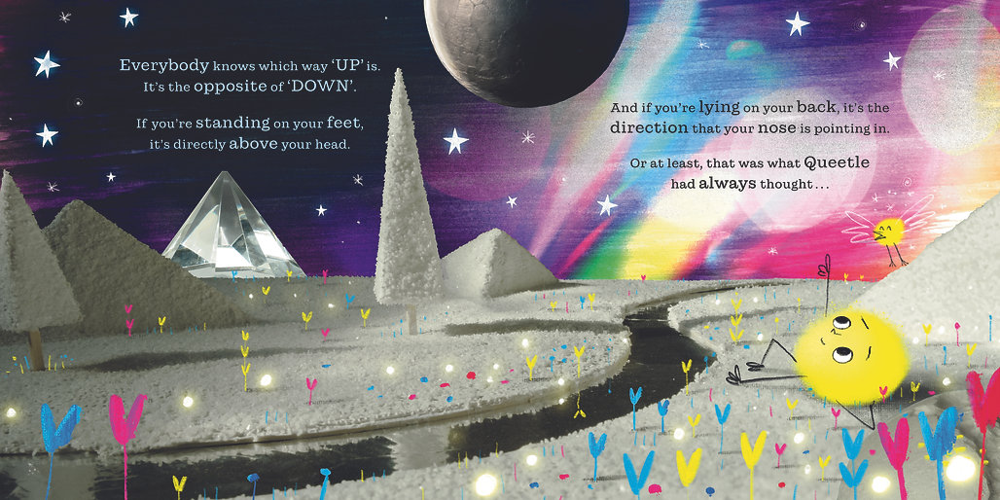 Everybody knows which way ‘UP’ is.
It’s the opposite of ‘DOWN’.
If you’re standing on your feet,
it’s directly above your head.
And if you’re lying on your back, it’s the
direction that your nose is pointing in.
Or at least, that was what Queetle
had always thought . . .